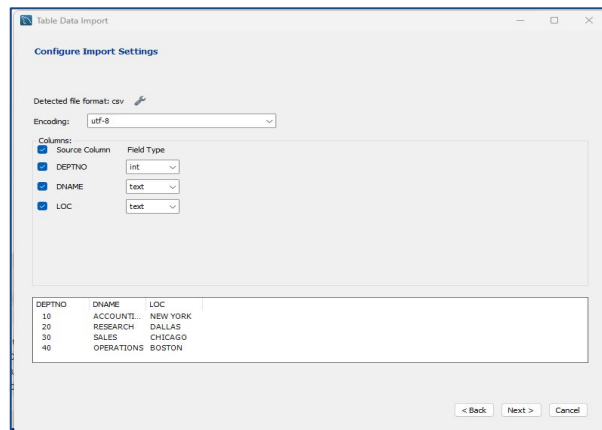 Table Data Import
Configure Import Settings
Detected file format: csv
Encoding: utf-8
Columns:
Source Column Field Type
DEPTNO int
DNAME text
LOC text
DEPTNO DNAME LOC
10 ACCOUNTI... NEW YORK
20 RESEARCH DALLAS
30 SALES CHICAGO
40 OPERATIONS BOSTON
< Back Next > Cancel